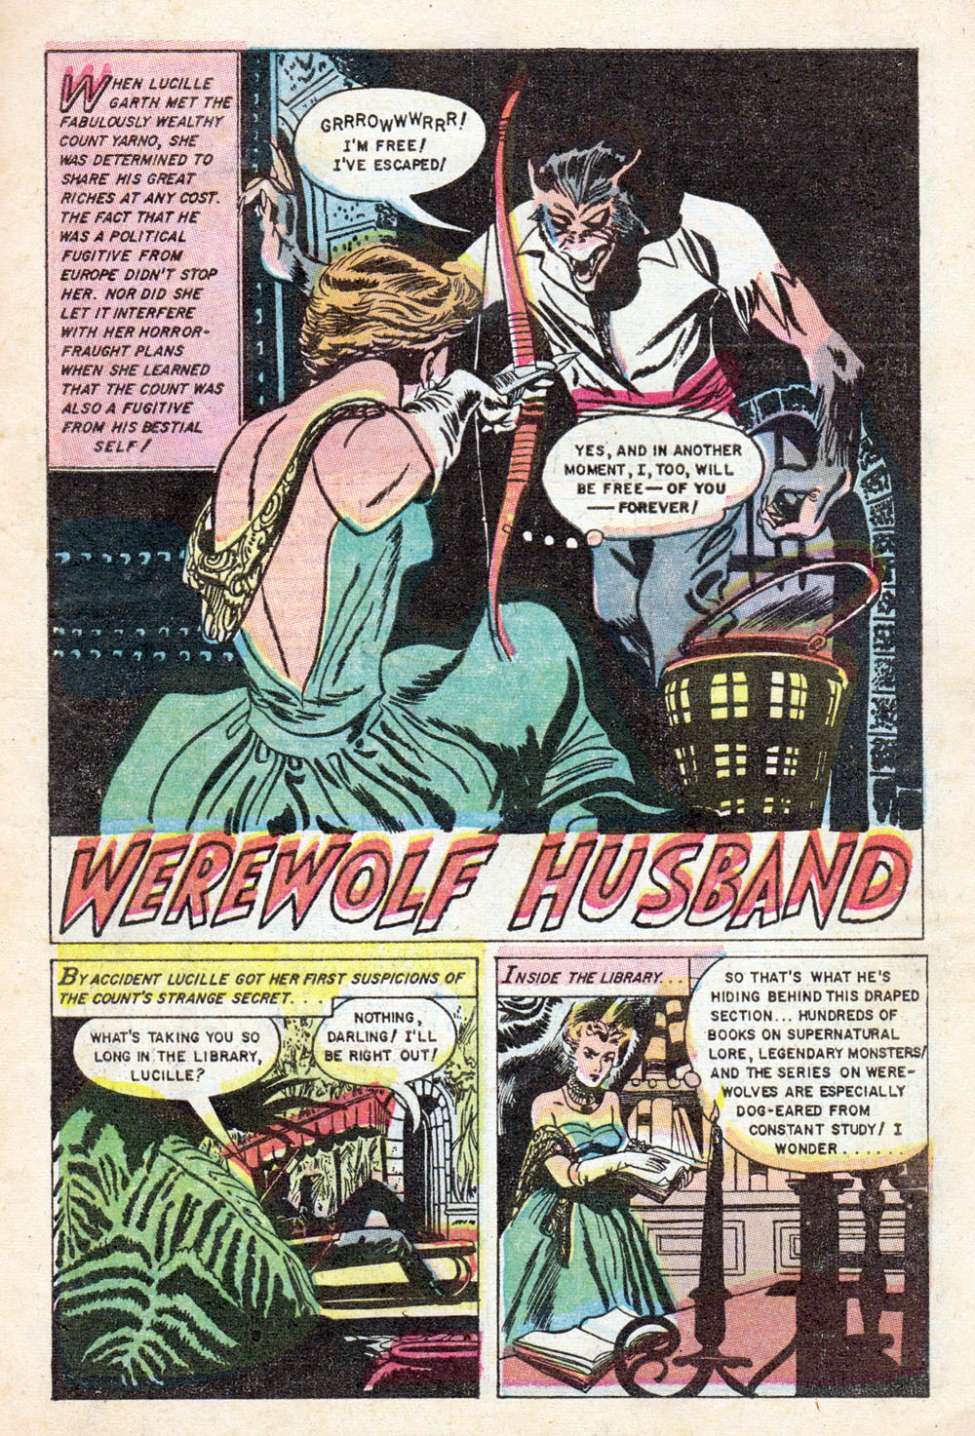 WHEN LUCILLE
GARTH MET THE
FABULOUSLY WEALTHY
COUNT YARNO, SHE
WAS DETERMINED TO
SHARE HIS GREAT
RICHES AT ANY COST.
THE FACT THAT HE
WAS A POLITICAL
FUGITIVE FROM
EUROPE DIDN'T STOP
HER. NOR DID SHE
LET IT INTERFERE
WITH HER HORROR-
FRAUGHT PLANS
WHEN SHE LEARNED
THAT THE COUNT WAS
ALSO A FUGITIVE
FROM HIS BESTIAL
SELF!
GRRROWWWRRR!
I'M FREE!
I'VE ESCAPED!
YES, AND IN ANOTHER
MOMENT, I, TOO, WILL
BE FREE — OF YOU
— FOREVER!
WEREWOLF HUSBAND
BY ACCIDENT LUCILLE GOT HER FIRST SUSPICIONS OF
THE COUNT'S STRANGE SECRET. . . .
WHAT'S TAKING YOU SO
LONG IN THE LIBRARY,
LUCILLE?
NOTHING,
DARLING! I'LL
BE RIGHT OUT!
INSIDE THE LIBRARY. . .
SO THAT'S WHAT HE'S
HIDING BEHIND THIS DRAPED
SECTION... HUNDREDS OF
BOOKS ON SUPERNATURAL
LORE, LEGENDARY MONSTERS!
AND THE SERIES ON WERE-
WOLVES ARE ESPECIALLY
DOG-EARED FROM
CONSTANT STUDY! I
WONDER . . . . . .